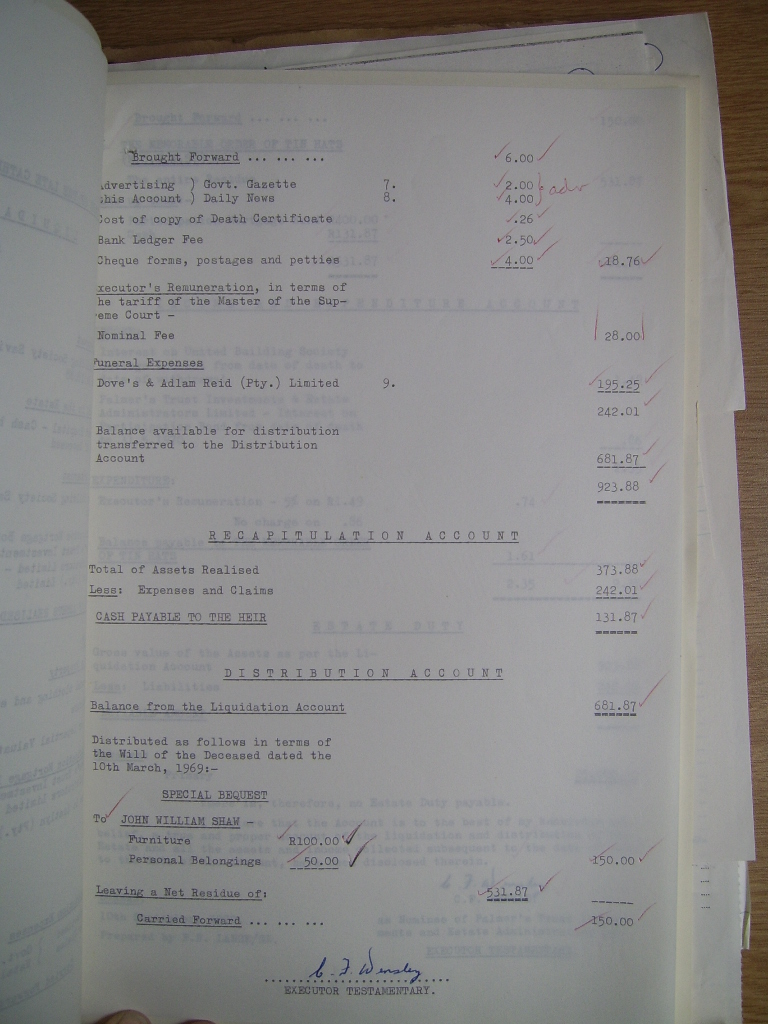 Brought Forward ... ... ... 6.00
dvertising ) Govt. Gazette 7. 2.00
his Account ) Daily News 8. 4.00 adv
Cost of copy of Death Certificate .26
Bank Ledger Fee 2.50
Cheque forms, postages and petties 4.00 18.76
xecutor's Remuneration, in terms of
he tariff of the Master of the Sup-
eme Court -
Nominal Fee 28.00
Funeral Expenses
Dove's & Adlam Reid (Pty.) Limited 9. 195.25
242.01
Balance available for distribution
transferred to the Distribution
Account 681.87
923.88
RECAPITULATION ACCOUNT
Total of Assets Realised 373.88
Less: Expenses and Claims 242.01
CASH PAYABLE TO THE HEIR 131.87
DISTRIBUTION ACCOUNT
Balance from the Liquidation Account 681.87
Distributed as follows in terms of
the Will of the Deceased dated the
10th March, 1969:-
SPECIAL BEQUEST
To JOHN WILLIAM SHAW -
Furniture R100.00
Personal Belongings 50.00 150.00
Leaving a Net Residue of: 531.87
Carried Forward ... ... ... 150.00
C. F. Wensley
EXECUTOR TESTAMENTARY.